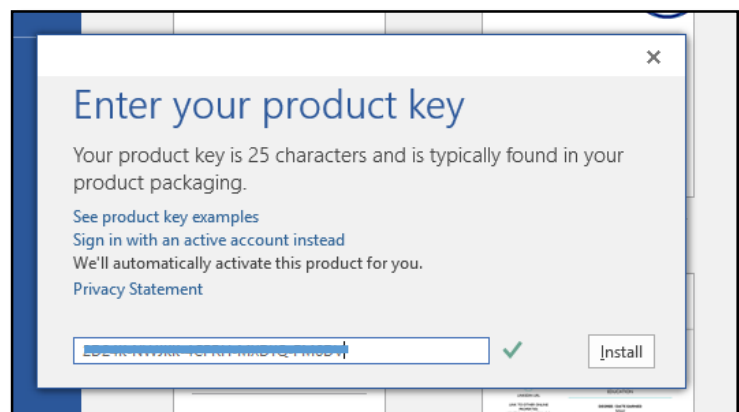 Enter your product key
Your product key is 25 characters and is typically found in your
product packaging.
See product key examples
Sign in with an active account instead
We'll automatically activate this product for you.
Privacy Statement
Install